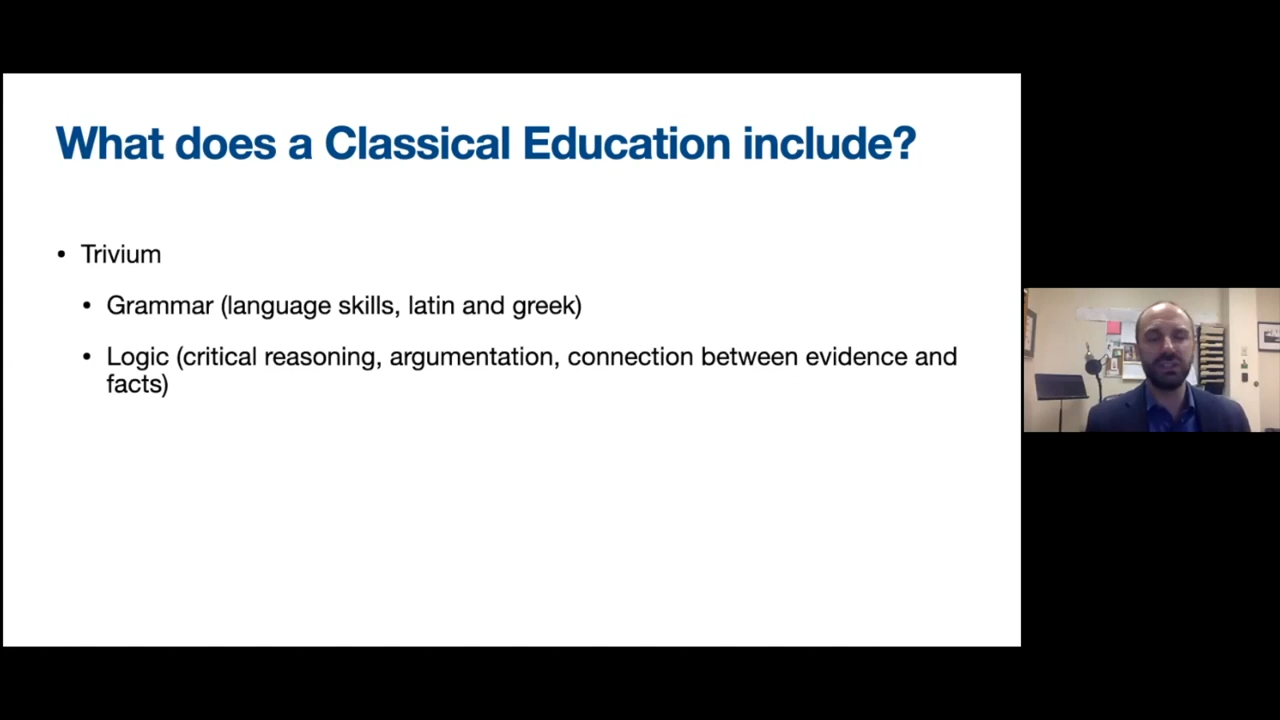 What does a Classical Education include?
• Trivium
• Grammar (language skills, latin and greek)
• Logic (critical reasoning, argumentation, connection between evidence and
facts)